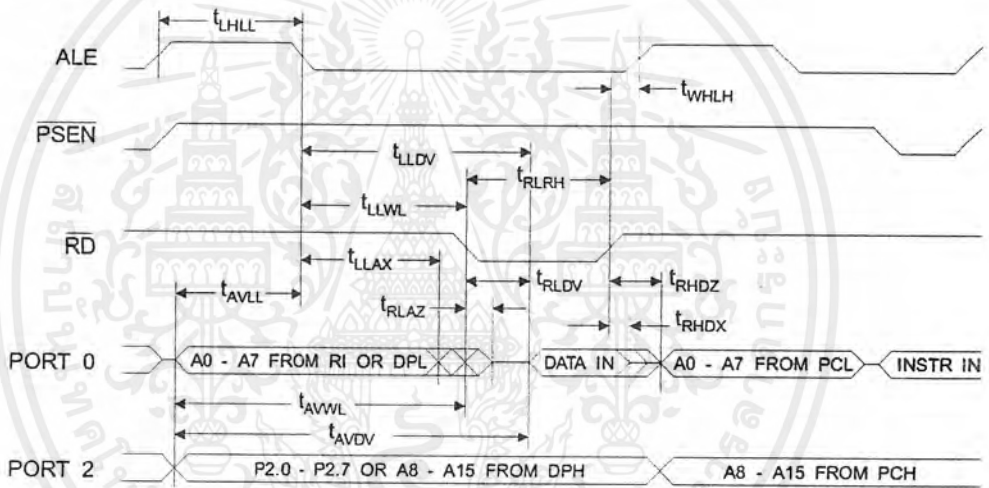 tLHLL
ALE
tWHLH
PSEN
tLLDV
tRLRH
tLLWL
RD
tLLAX
tRLDV
tRHDZ
tAVLL
tRLAZ
tRHDX
PORT 0
A0 - A7 FROM RI OR DPL
DATA IN
A0 - A7 FROM PCL
INSTR IN
tAVWL
tAVDV
PORT 2
P2.0 - P2.7 OR A8 - A15 FROM DPH
A8 - A15 FROM PCH